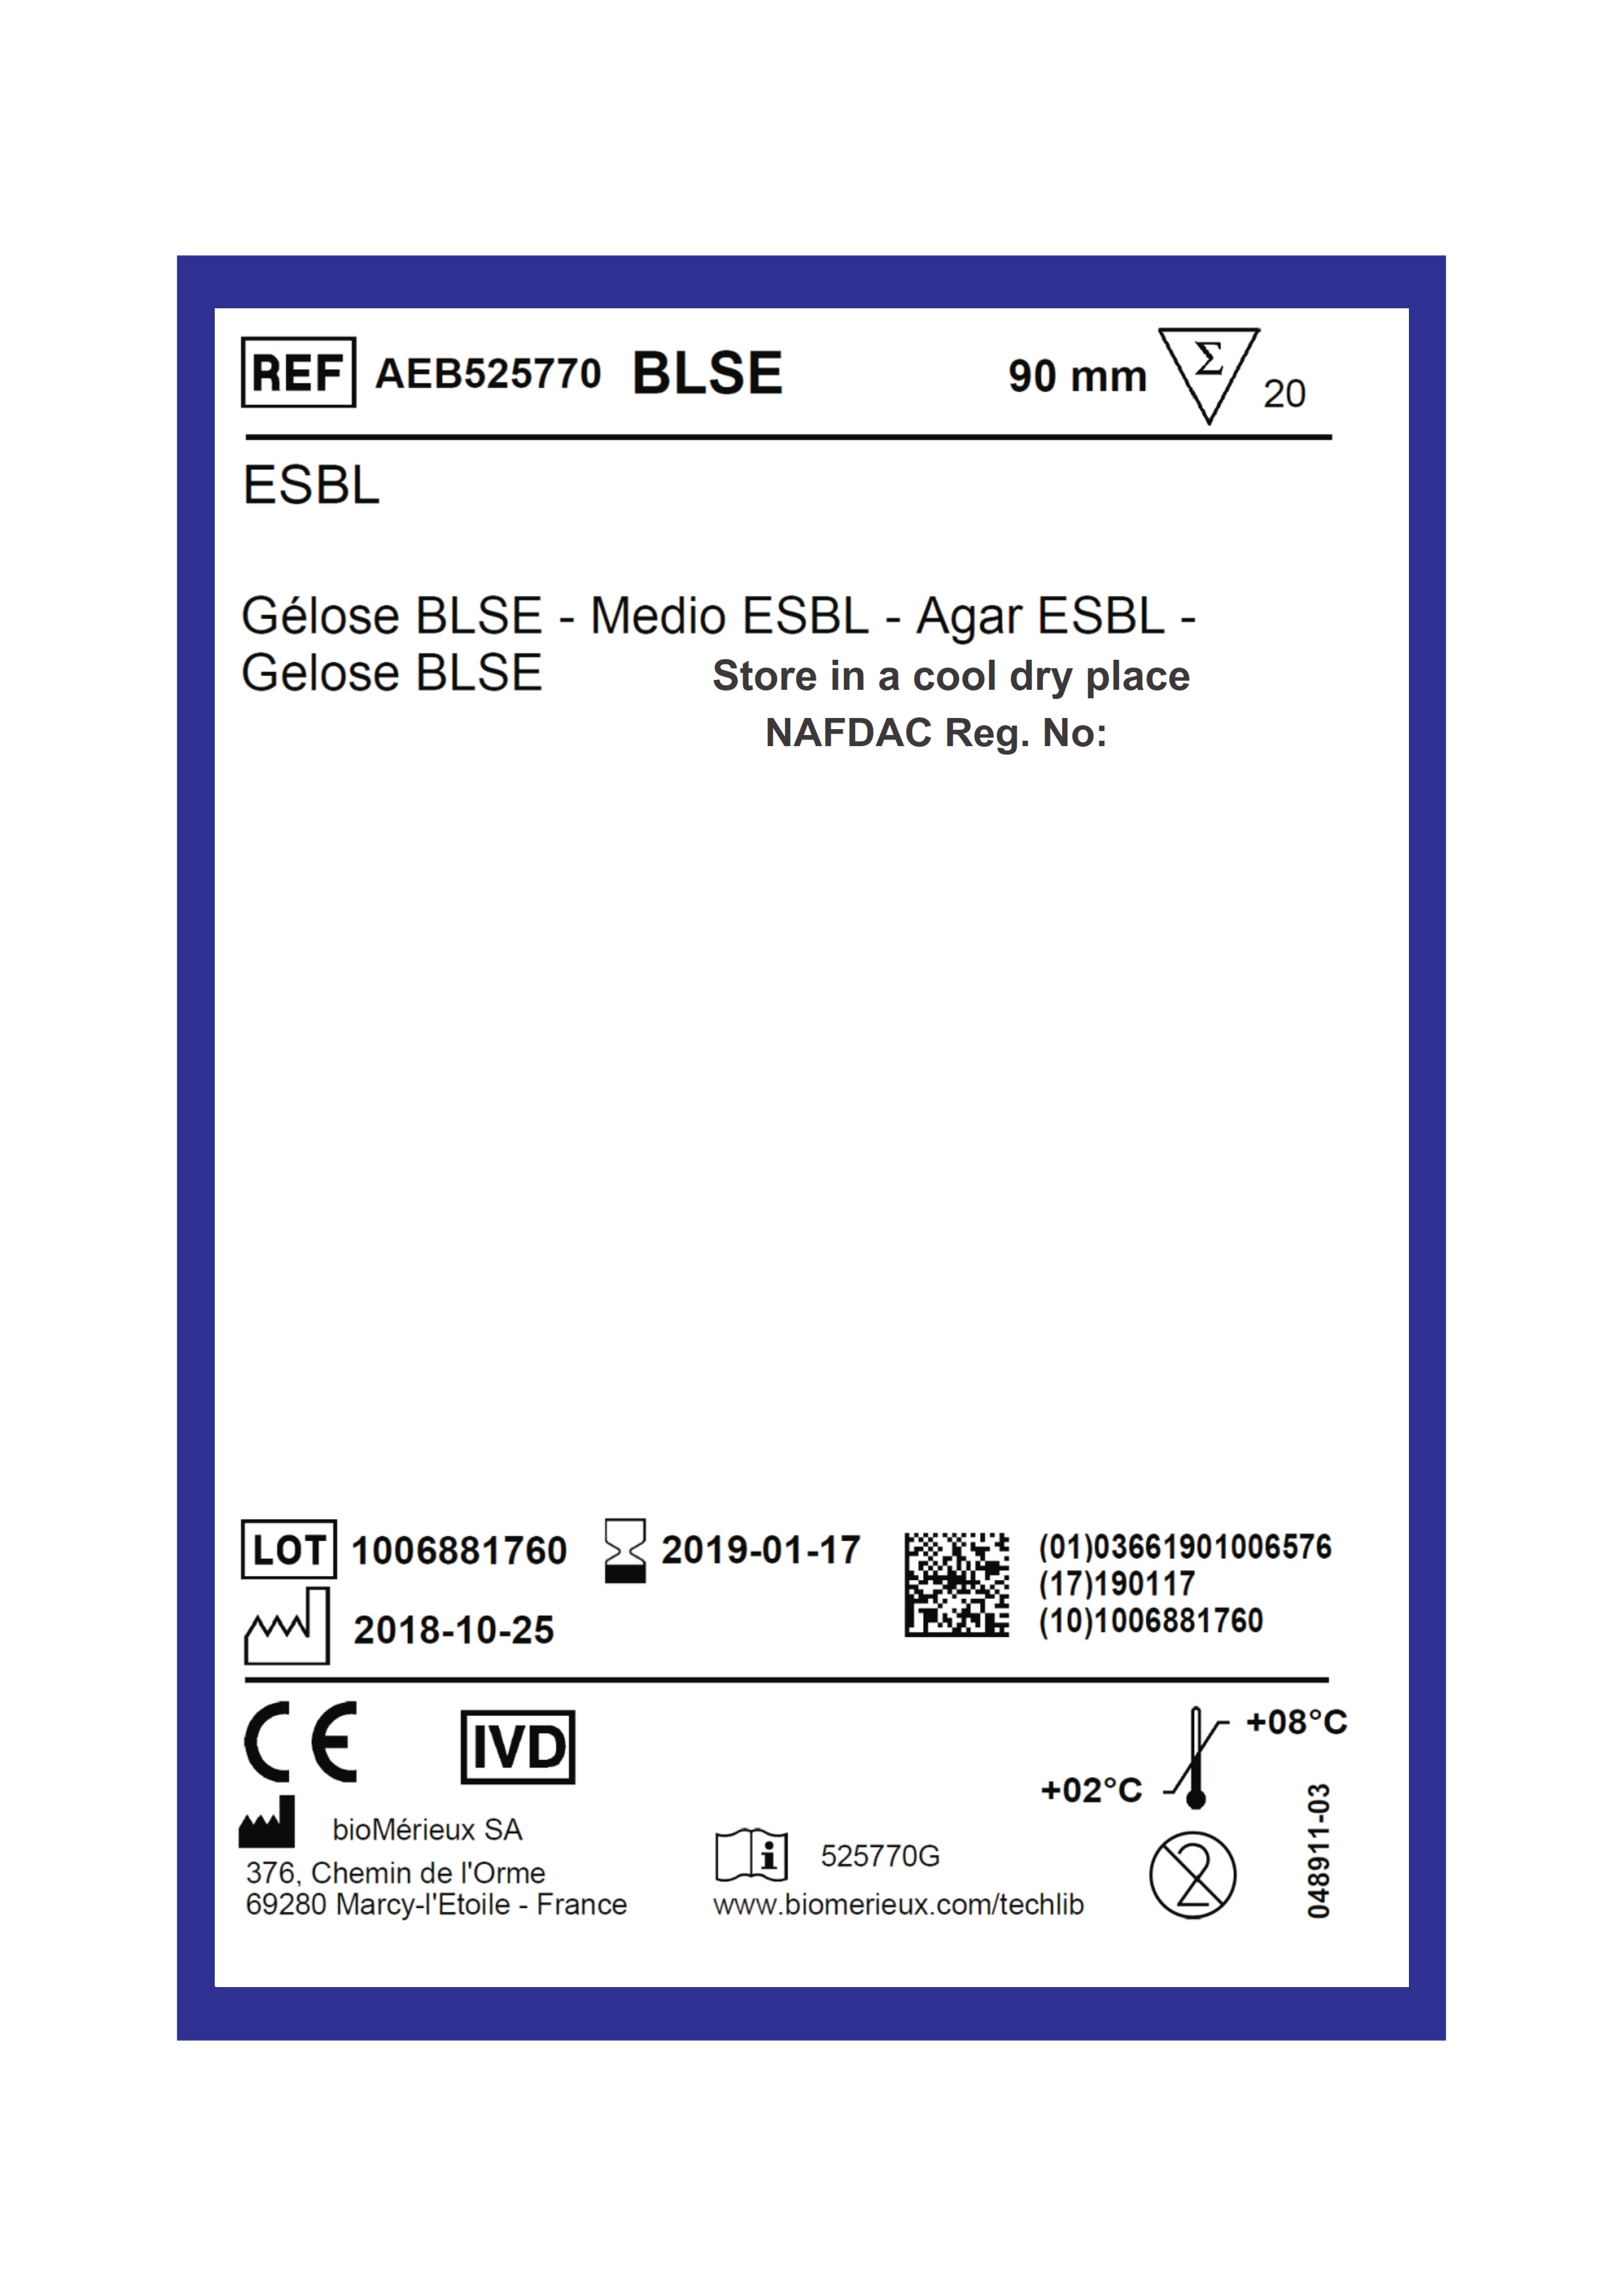 REF AEB525770 BLSE 90 mm Σ 20
ESBL
Gélose BLSE - Medio ESBL - Agar ESBL -
Gelose BLSE Store in a cool dry place
NAFDAC Reg. No:
LOT 1006881760 2019-01-17
2018-10-25
(01)03661901006576
(17)190117
(10)1006881760
CE IVD
+08°C
+02°C
bioMérieux SA
376, Chemin de l'Orme
69280 Marcy-l'Etoile - France
i 525770G
www.biomerieux.com/techlib
2
048911-03